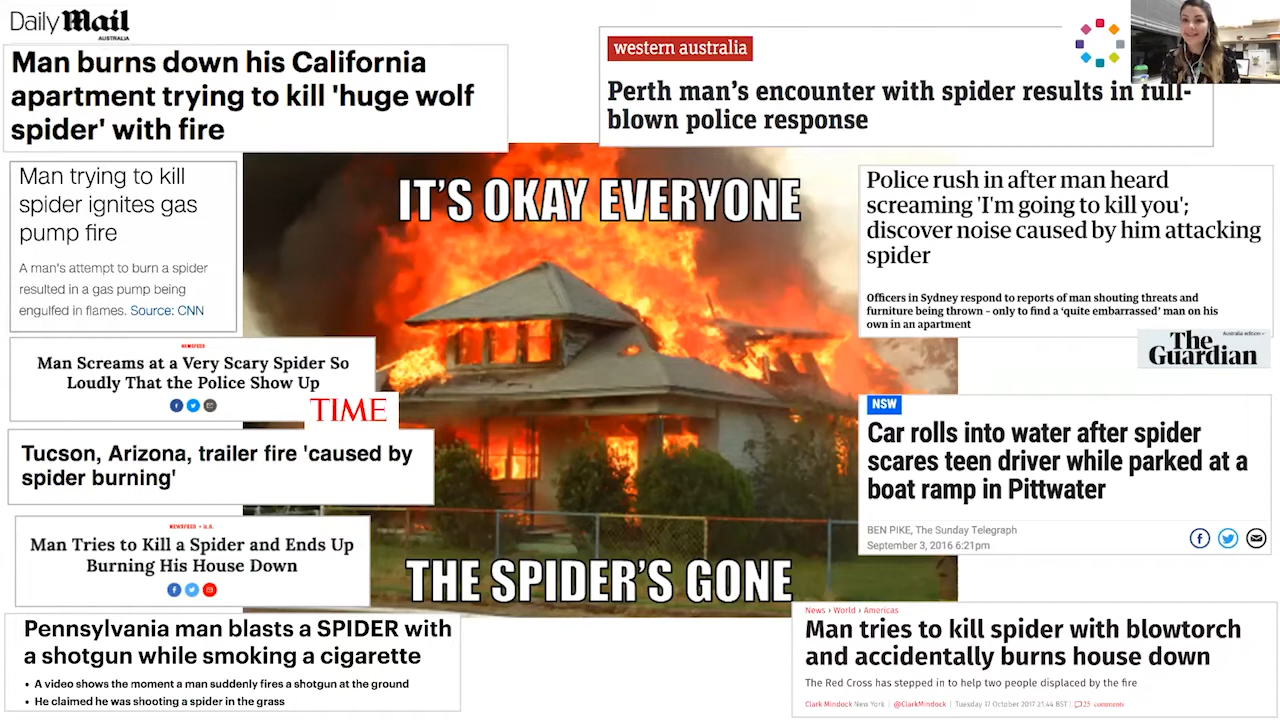 Daily Mail
AUSTRALIA
Man burns down his California
apartment trying to kill 'huge wolf
spider' with fire
western australia
Perth man's encounter with spider results in full-
blown police response
Man trying to kill
spider ignites gas
pump fire
A man's attempt to burn a spider
resulted in a gas pump being
engulfed in flames. Source: CNN
IT'S OKAY EVERYONE
THE SPIDER'S GONE
Police rush in after man heard
screaming 'I'm going to kill you';
discover noise caused by him attacking
spider
Officers in Sydney respond to reports of man shouting threats and
furniture being thrown – only to find a 'quite embarrassed' man on his
own in an apartment
Australia edition
The
Guardian
NEWSFEED
Man Screams at a Very Scary Spider So
Loudly That the Police Show Up
TIME
Tucson, Arizona, trailer fire 'caused by
spider burning'
NSW
Car rolls into water after spider
scares teen driver while parked at a
boat ramp in Pittwater
BEN PIKE, The Sunday Telegraph
September 3, 2016 6:21pm
NEWSFEED • U.S.
Man Tries to Kill a Spider and Ends Up
Burning His House Down
Pennsylvania man blasts a SPIDER with
a shotgun while smoking a cigarette
• A video shows the moment a man suddenly fires a shotgun at the ground
• He claimed he was shooting a spider in the grass
News › World › Americas
Man tries to kill spider with blowtorch
and accidentally burns house down
The Red Cross has stepped in to help two people displaced by the fire
Clark Mindock New York | @ClarkMindock | Tuesday 17 October 2017 21:44 BST | 25 comments